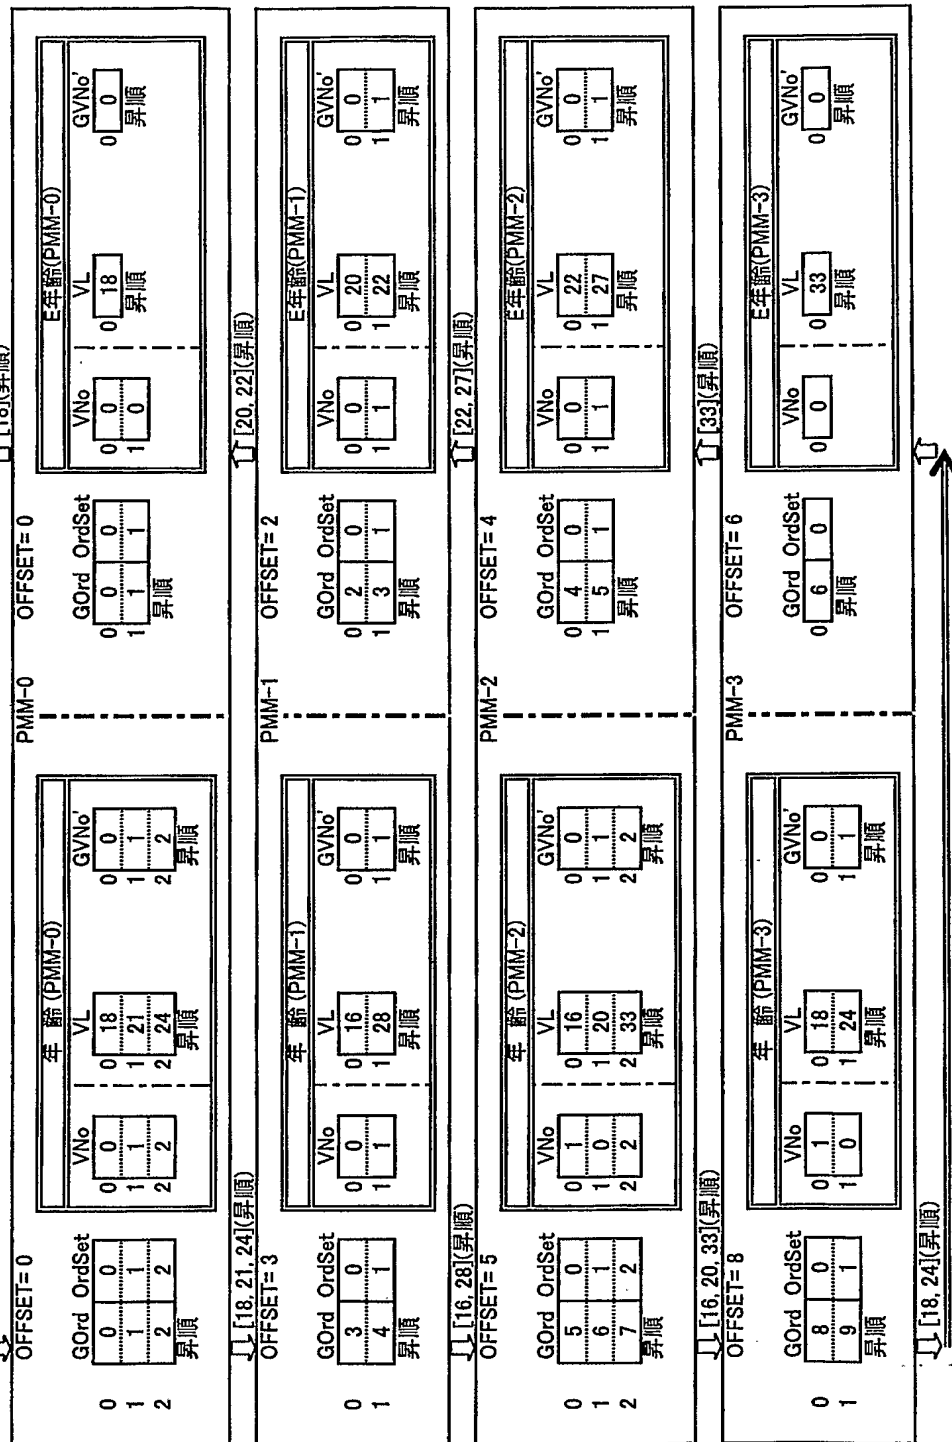 [18](昇順)
OFFSET= 0
PMM-0
OFFSET= 0
GOrd OrdSet
0 0 0
1 1 1
2 2 2
昇順
年 齢 (PMM-0)
VNo VL GVNo'
0 0 0 18 0 0
1 1 1 21 1 1
2 2 2 24 2 2
昇順 昇順
GOrd OrdSet
0 0 0
1 1 1
昇順
E年齢(PMM-0)
VNo VL GVNo'
0 0 0 18 0 0
1 0
昇順 昇順
[18, 21, 24](昇順)
[20, 22](昇順)
OFFSET= 3
PMM-1
OFFSET= 2
GOrd OrdSet
0 3 0
1 4 1
昇順
年 齢 (PMM-1)
VNo VL GVNo'
0 0 0 16 0 0
1 1 1 28 1 1
昇順 昇順
GOrd OrdSet
0 2 0
1 3 1
昇順
E年齢(PMM-1)
VNo VL GVNo'
0 0 0 20 0 0
1 1 1 22 1 1
昇順 昇順
[16, 28](昇順)
[22, 27](昇順)
OFFSET= 5
PMM-2
OFFSET= 4
GOrd OrdSet
0 5 0
1 6 1
2 7 2
昇順
年 齢 (PMM-2)
VNo VL GVNo'
0 1 0 16 0 0
1 0 1 20 1 1
2 2 2 33 2 2
昇順 昇順
GOrd OrdSet
0 4 0
1 5 1
昇順
E年齢(PMM-2)
VNo VL GVNo'
0 0 0 22 0 0
1 1 1 27 1 1
昇順 昇順
[16, 20, 33](昇順)
[33](昇順)
OFFSET= 8
PMM-3
OFFSET= 6
GOrd OrdSet
0 8 0
1 9 1
昇順
年 齢 (PMM-3)
VNo VL GVNo'
0 1 0 18 0 0
1 0 1 24 1 1
昇順 昇順
GOrd OrdSet
0 6 0
昇順
E年齢(PMM-3)
VNo VL GVNo'
0 0 0 33 0 0
昇順 昇順
[18, 24](昇順)